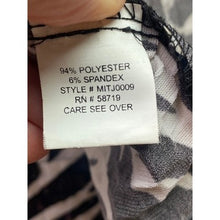 94% POLYESTER
6% SPANDEX
STYLE # MITJ0009
RN # 58719
CARE SEE OVER